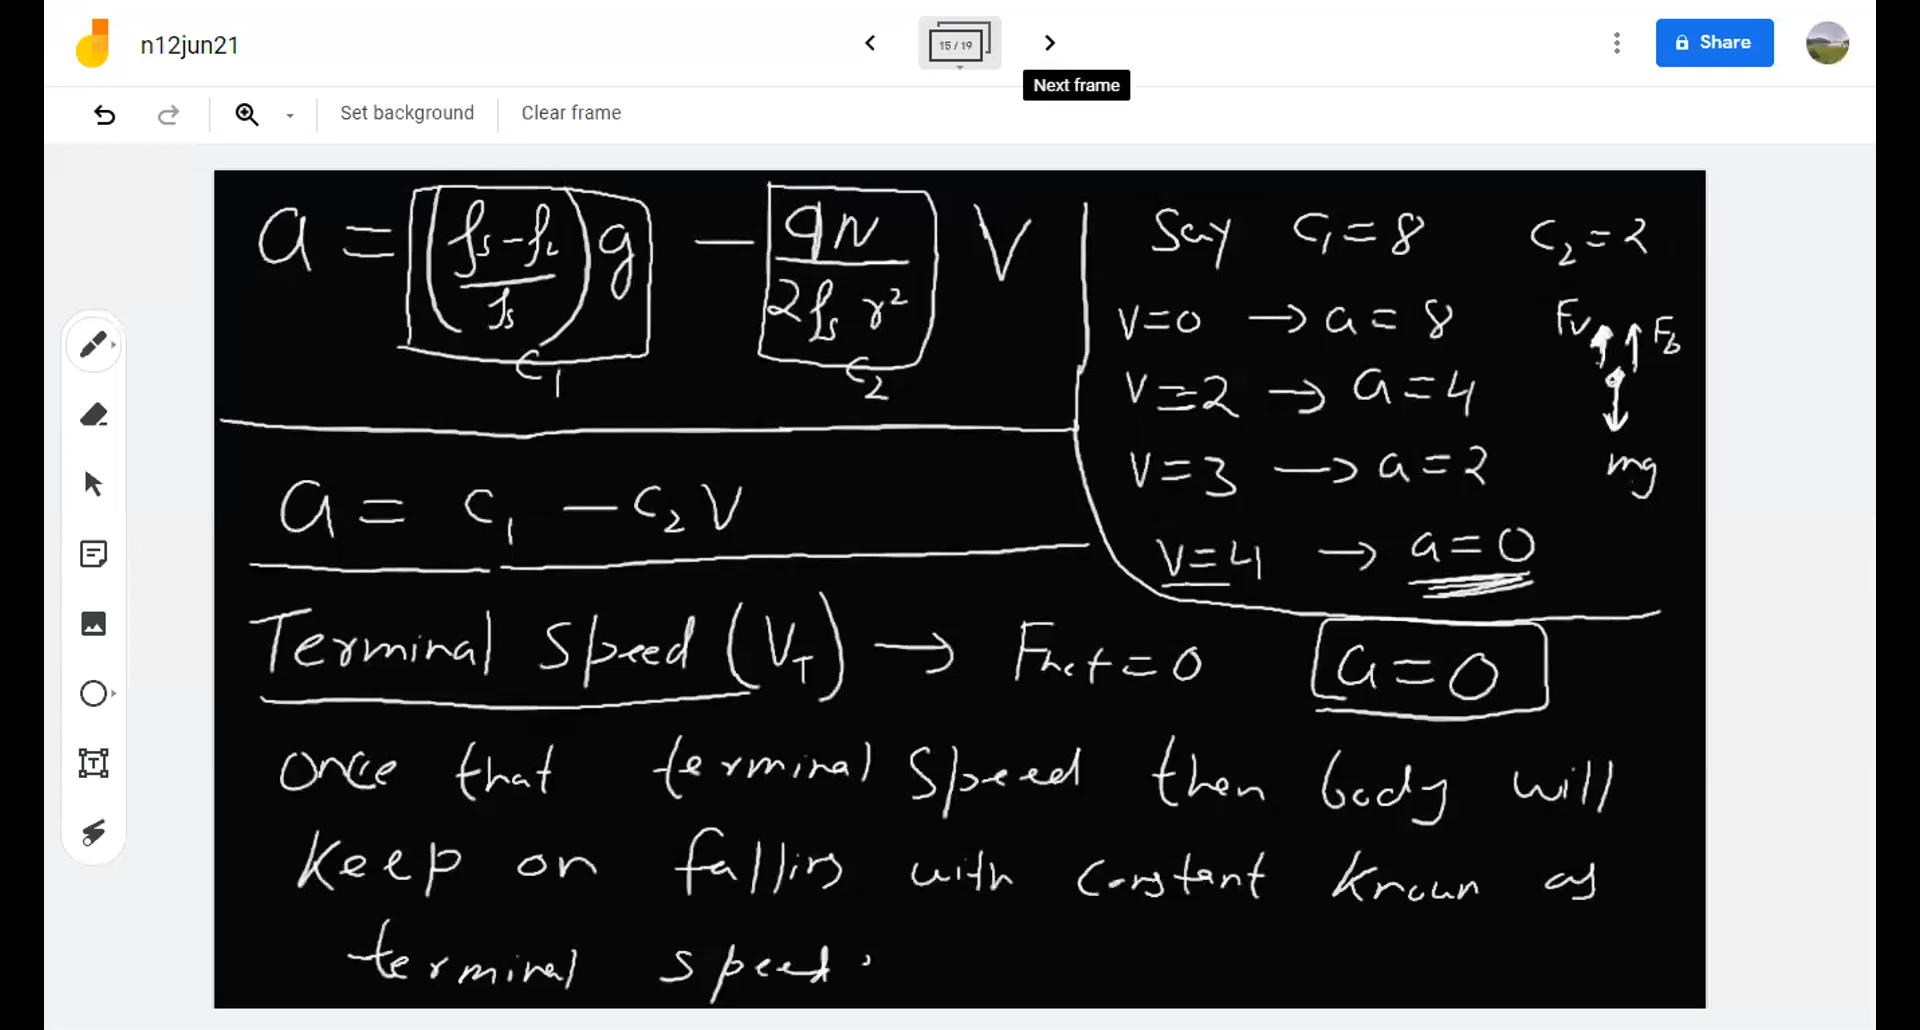 n12jun21
15 / 19
Share
Next frame
Set background
Clear frame
a = (ρs – ρL / ρs) g – 9η / 2ρs r² V
C1
C2
a = C1 – C2 V
Say C1 = 8 C2 = 2
V=0 → a = 8
V=2 → a = 4
V=3 → a = 2
V=4 → a = 0
Fv Fb
mg
Terminal Speed (VT) → Fnet = 0 a = 0
once that terminal speed then body will
keep on falling with constant known as
terminal speed.
T